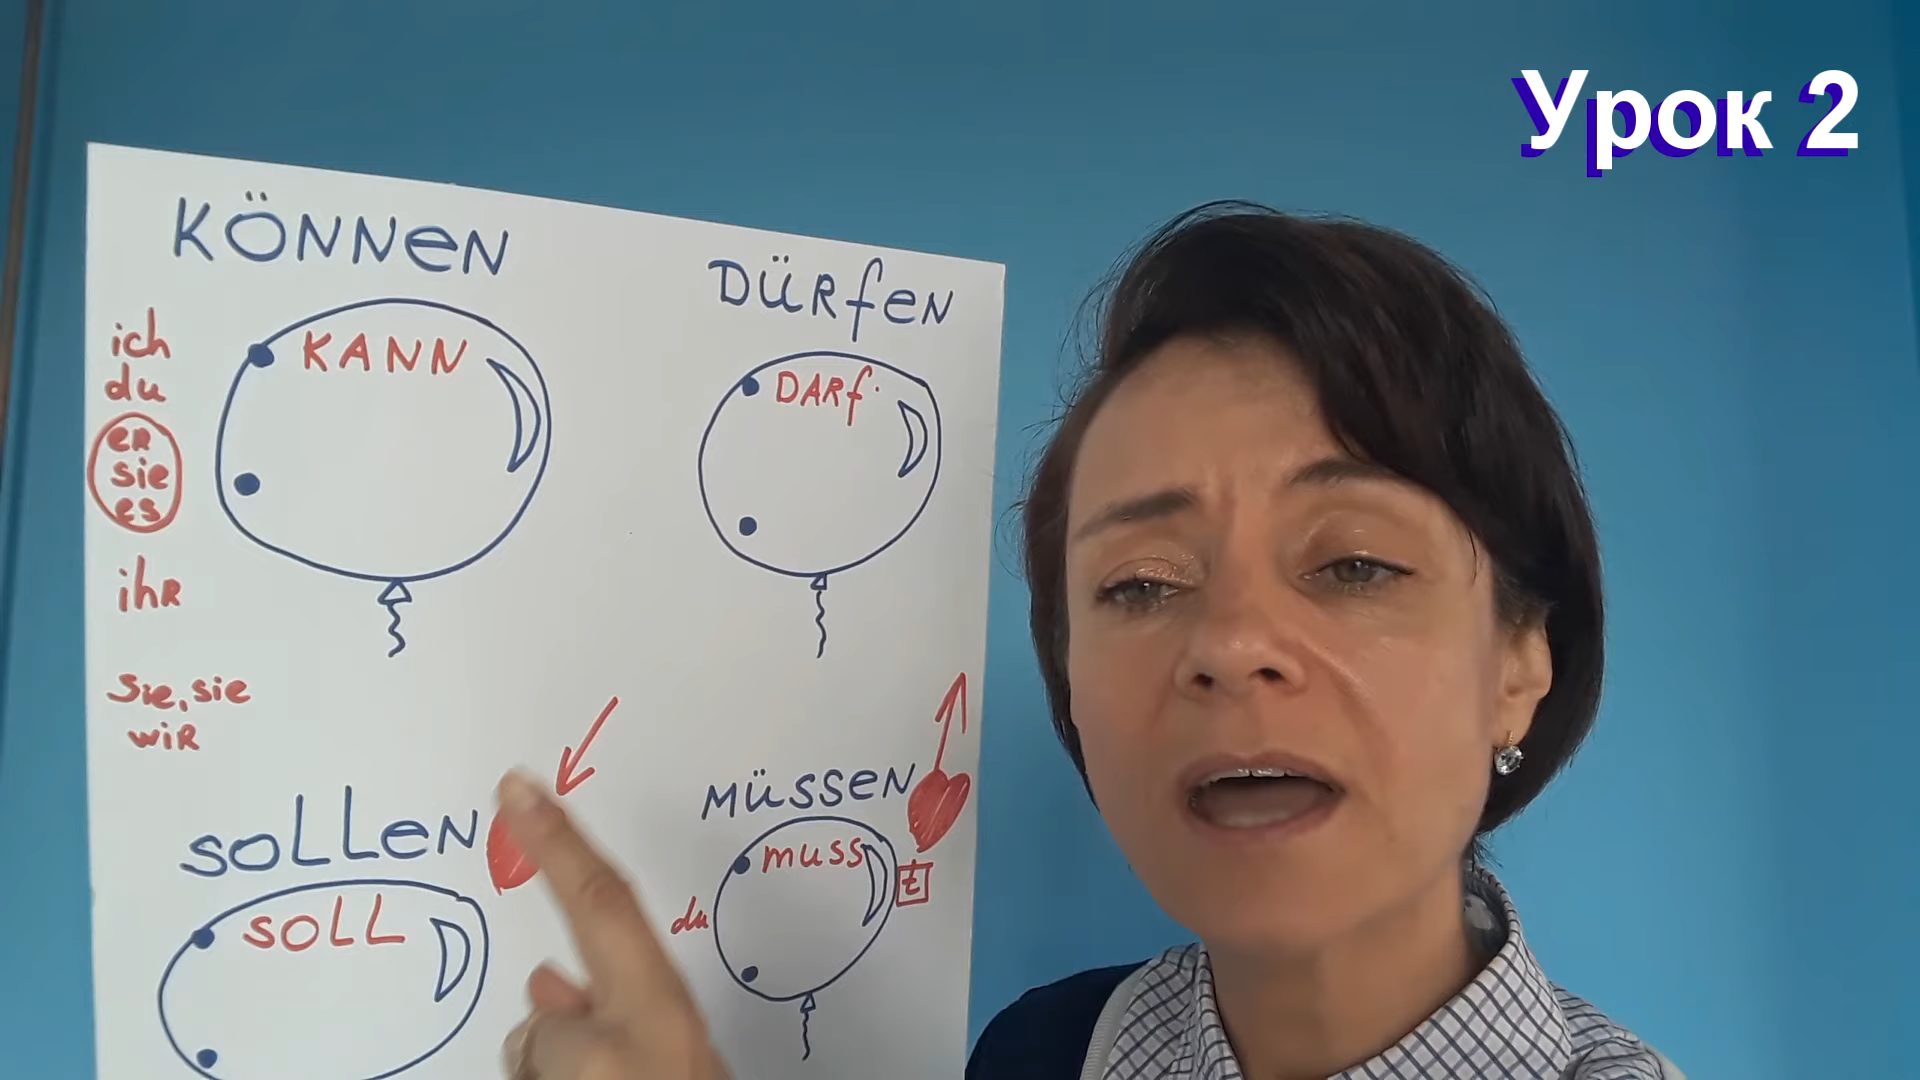 Урок 2
KÖNNeN
DÜRfeN
ich
du
eR
sie
es
ihR
Sie, sie
wiR
KANN
DARf
SOLLeN
MÜSSeN
SOLL
muss
du
t